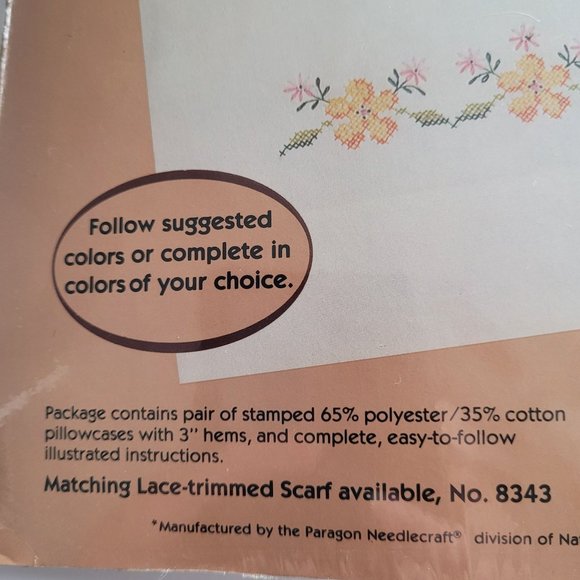 Follow suggested
colors or complete in
colors of your choice.
Package contains pair of stamped 65% polyester/35% cotton
pillowcases with 3" hems, and complete, easy-to-follow
illustrated instructions.
Matching Lace-trimmed Scarf available, No. 8343
*Manufactured by the Paragon Needlecraft® division of